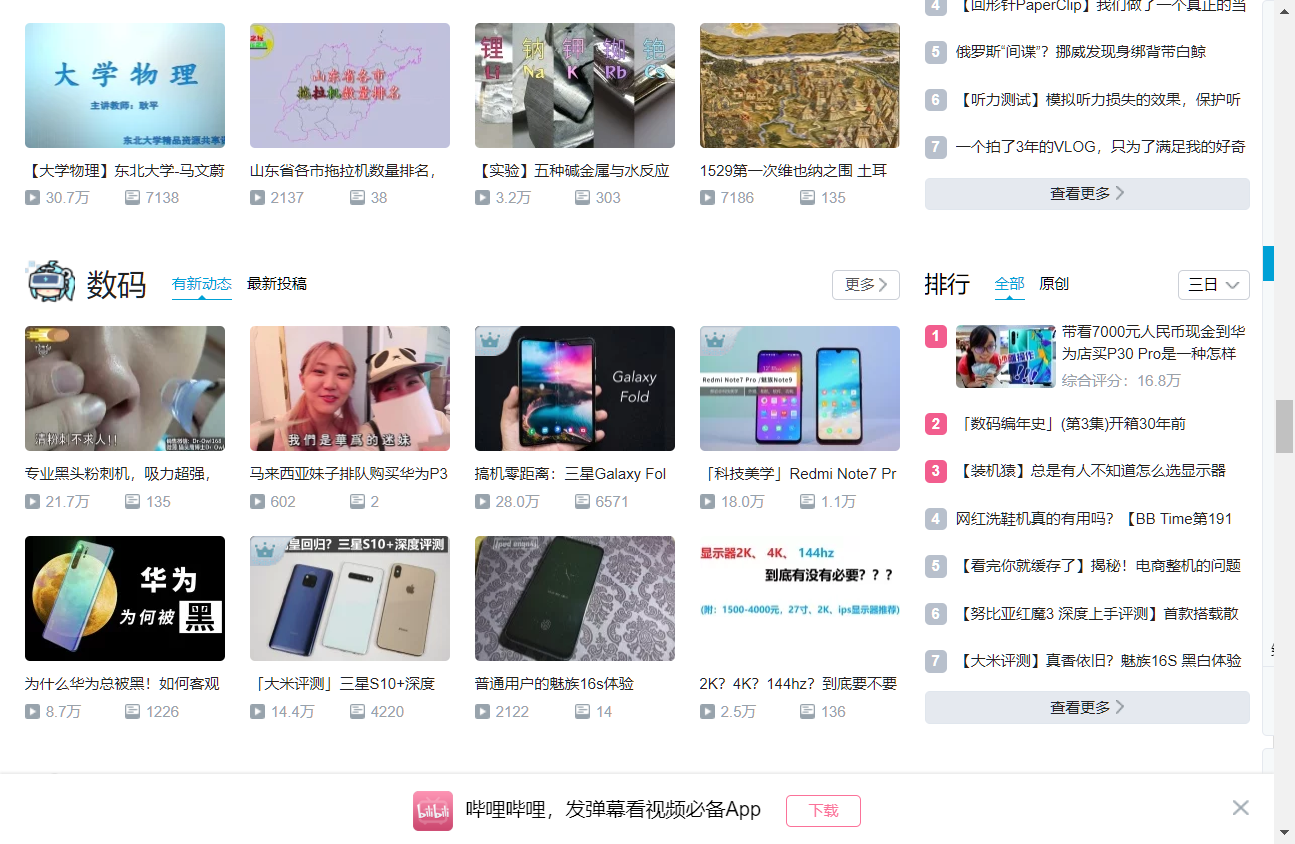 4 【回形针PaperClip】我们做了一个真正的当
大 学 物 理
主讲教师：耿平
东北大学精品资源共享课
山东省各市
拖拉机数量排名
锂 钠 钾 铷 铯
Li Na K Rb Cs
5 俄罗斯“间谍”？挪威发现身绑背带白鲸
6 【听力测试】模拟听力损失的效果，保护听
7 一个拍了3年的VLOG，只为了满足我的好奇
【大学物理】东北大学-马文蔚
山东省各市拖拉机数量排名，
【实验】五种碱金属与水反应
1529第一次维也纳之围 土耳
30.7万 7138
2137 38
3.2万 303
7186 135
查看更多
数码 有新动态 最新投稿 更多
排行 全部 原创 三日
清粉刺不求人!!
我們是華爲的迷妹
Galaxy
Fold
Redmi Note7 Pro /魅族Note9
1 带看7000元人民币现金到华
为店买P30 Pro是一种怎样
综合评分：16.8万
2 「数码编年史」(第3集)开箱30年前
3 【装机猿】总是有人不知道怎么选显示器
专业黑头粉刺机，吸力超强，
马来西亚妹子排队购买华为P3
搞机零距离：三星Galaxy Fol
「科技美学」Redmi Note7 Pr
21.7万 135
602 2
28.0万 6571
18.0万 1.1万
4 网红洗鞋机真的有用吗？【BB Time第191
5 【看完你就缓存了】揭秘！电商整机的问题
6 【努比亚红魔3 深度上手评测】首款搭载散
7 【大米评测】真香依旧？魅族16S 黑白体验
华为
为何被黑
皇回归？三星S10+深度评测
显示器2K、 4K、 144hz
到底有没有必要？？？
(附：1500-4000元，27寸、2K、ips显示器推荐)
为什么华为总被黑！如何客观
「大米评测」三星S10+深度
普通用户的魅族16s体验
2K？4K？144hz？到底要不要
8.7万 1226
14.4万 4220
2122 14
2.5万 136
查看更多
bilibili 哔哩哔哩，发弹幕看视频必备App 下载